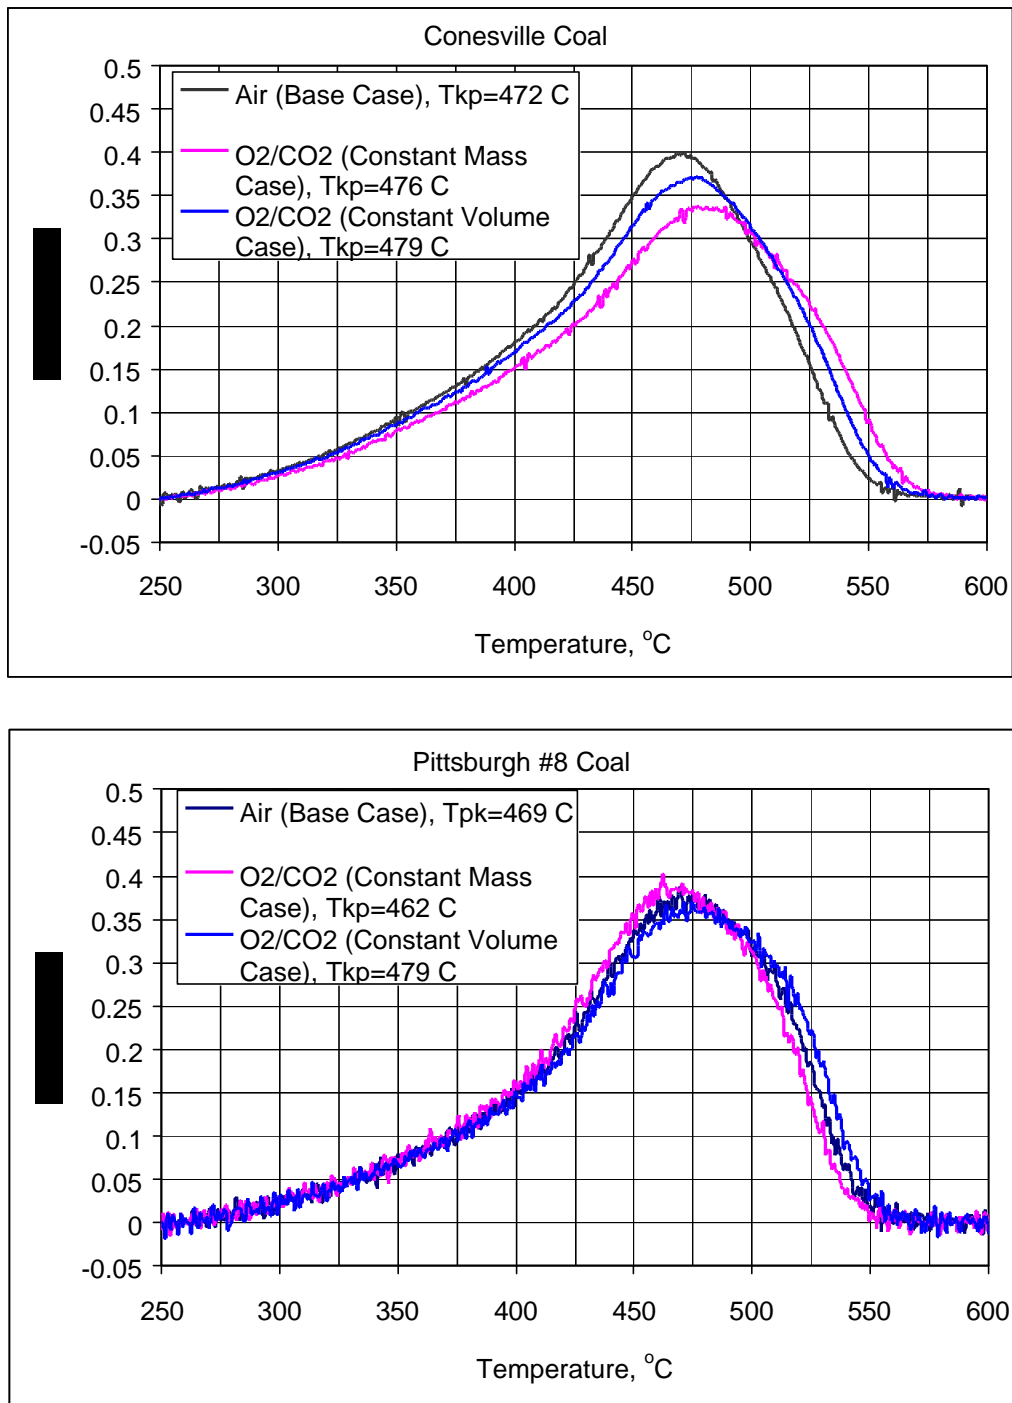 Conesville Coal
0.5
0.45
0.4
0.35
0.3
0.25
0.2
0.15
0.1
0.05
0
-0.05
Air (Base Case), Tkp=472 C
O2/CO2 (Constant Mass
Case), Tkp=476 C
O2/CO2 (Constant Volume
Case), Tkp=479 C
250 300 350 400 450 500 550 600
Temperature, oC
Pittsburgh #8 Coal
0.5
0.45
0.4
0.35
0.3
0.25
0.2
0.15
0.1
0.05
0
-0.05
Air (Base Case), Tpk=469 C
O2/CO2 (Constant Mass
Case), Tkp=462 C
O2/CO2 (Constant Volume
Case), Tkp=479 C
250 300 350 400 450 500 550 600
Temperature, oC